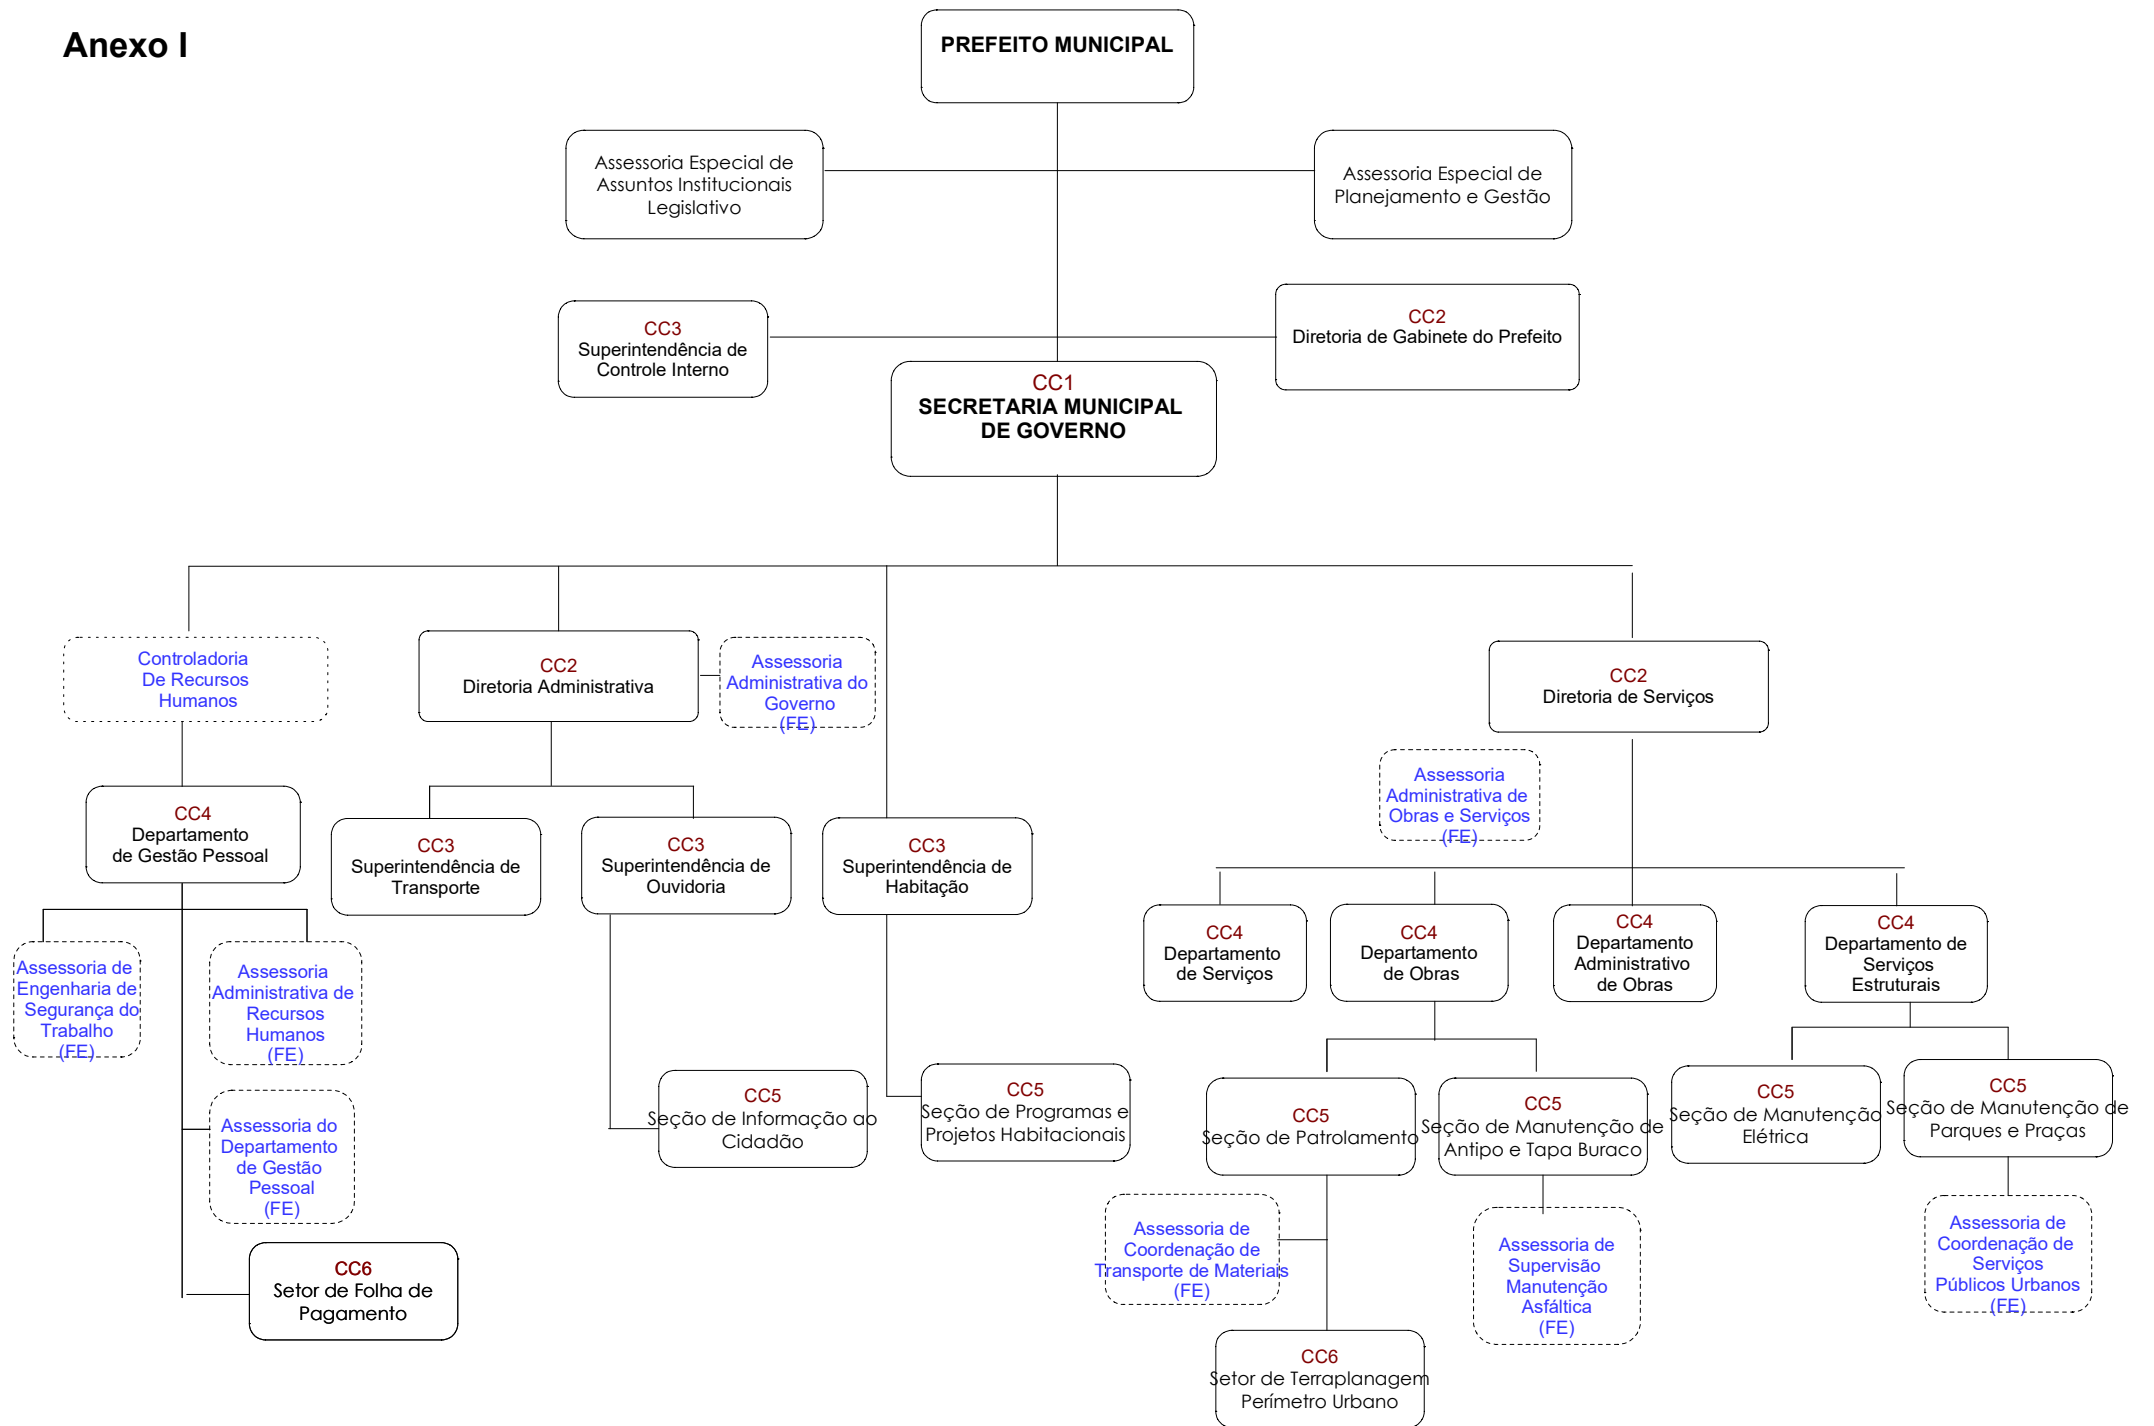 Anexo I
PREFEITO MUNICIPAL
Assessoria Especial de
Assuntos Institucionais
Legislativo
Assessoria Especial de
Planejamento e Gestão
CC3
Superintendência de
Controle Interno
CC2
Diretoria de Gabinete do Prefeito
CC1
SECRETARIA MUNICIPAL
DE GOVERNO
Controladoria
De Recursos
Humanos
CC2
Diretoria Administrativa
Assessoria
Administrativa do
Governo
(FE)
CC2
Diretoria de Serviços
Assessoria
Administrativa de
Obras e Serviços
(FE)
CC4
Departamento
de Gestão Pessoal
CC3
Superintendência de
Transporte
CC3
Superintendência de
Ouvidoria
CC3
Superintendência de
Habitação
CC4
Departamento
de Serviços
CC4
Departamento
de Obras
CC4
Departamento
Administrativo
de Obras
CC4
Departamento de
Serviços
Estruturais
Assessoria de
Engenharia de
Segurança do
Trabalho
(FE)
Assessoria
Administrativa de
Recursos
Humanos
(FE)
CC5
Seção de Informação ao
Cidadão
CC5
Seção de Programas e
Projetos Habitacionais
CC5
Seção de Patrolamento
CC5
Seção de Manutenção de
Antipo e Tapa Buraco
CC5
Seção de Manutenção
Elétrica
CC5
Seção de Manutenção de
Parques e Praças
Assessoria do
Departamento
de Gestão
Pessoal
(FE)
Assessoria de
Coordenação de
Transporte de Materiais
(FE)
Assessoria de
Supervisão
Manutenção
Asfáltica
(FE)
Assessoria de
Coordenação de
Serviços
Públicos Urbanos
(FE)
CC6
Setor de Folha de
Pagamento
CC6
Setor de Terraplanagem
Perímetro Urbano